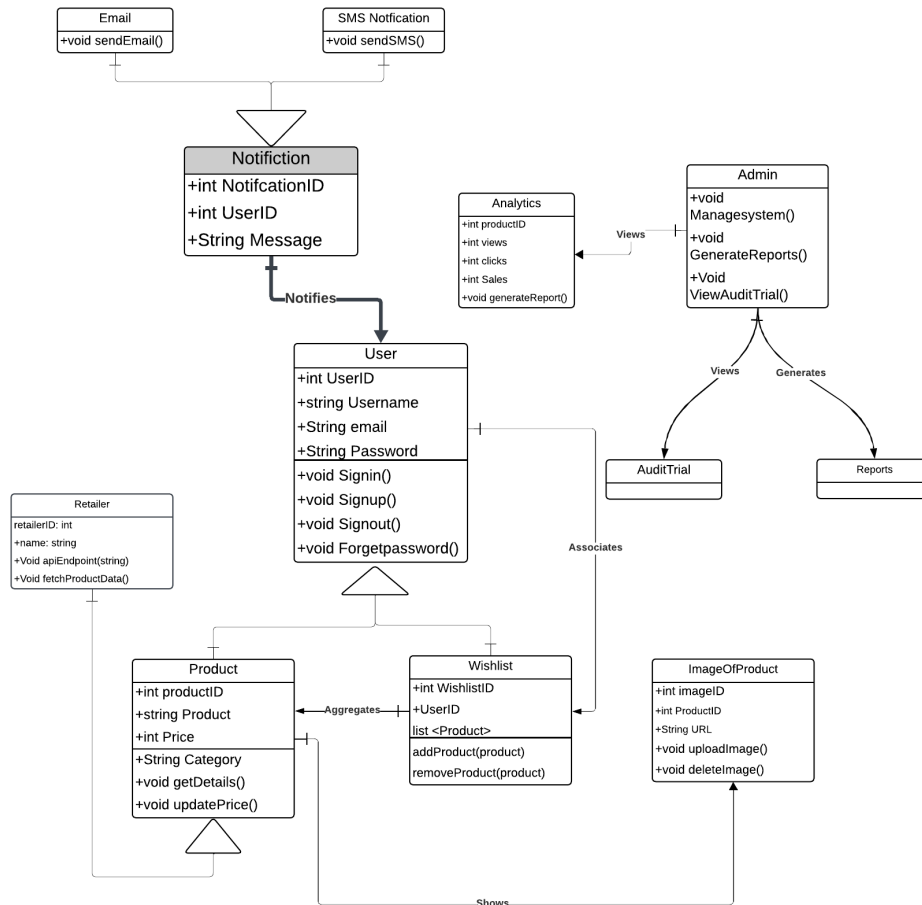 Email
+void sendEmail()
SMS Notfication
+void sendSMS()
Notifiction
+int NotifcationID
+int UserID
+String Message
Notifies
Analytics
+int productID
+int views
+int clicks
+int Sales
+void generateReport()
Views
Admin
+void
Managesystem()
+void
GenerateReports()
+Void
ViewAuditTrial()
Views
Generates
AuditTrial
Reports
User
+int UserID
+string Username
+String email
+String Password
+void Signin()
+void Signup()
+void Signout()
+void Forgetpassword()
Associates
Retailer
retailerID: int
+name: string
+Void apiEndpoint(string)
+Void fetchProductData()
Product
+int productID
+string Product
+int Price
+String Category
+void getDetails()
+void updatePrice()
Aggregates
Wishlist
+int WishlistID
+UserID
list <Product>
addProduct(product)
removeProduct(product)
ImageOfProduct
+int imageID
+int ProductID
+String URL
+void uploadImage()
+void deleteImage()
Shows